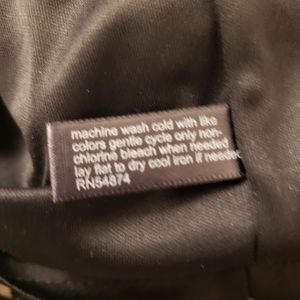 machine wash cold with like
colors gentle cycle only non-
chlorine bleach when needed
lay flat to dry cool iron if needed
RN54874